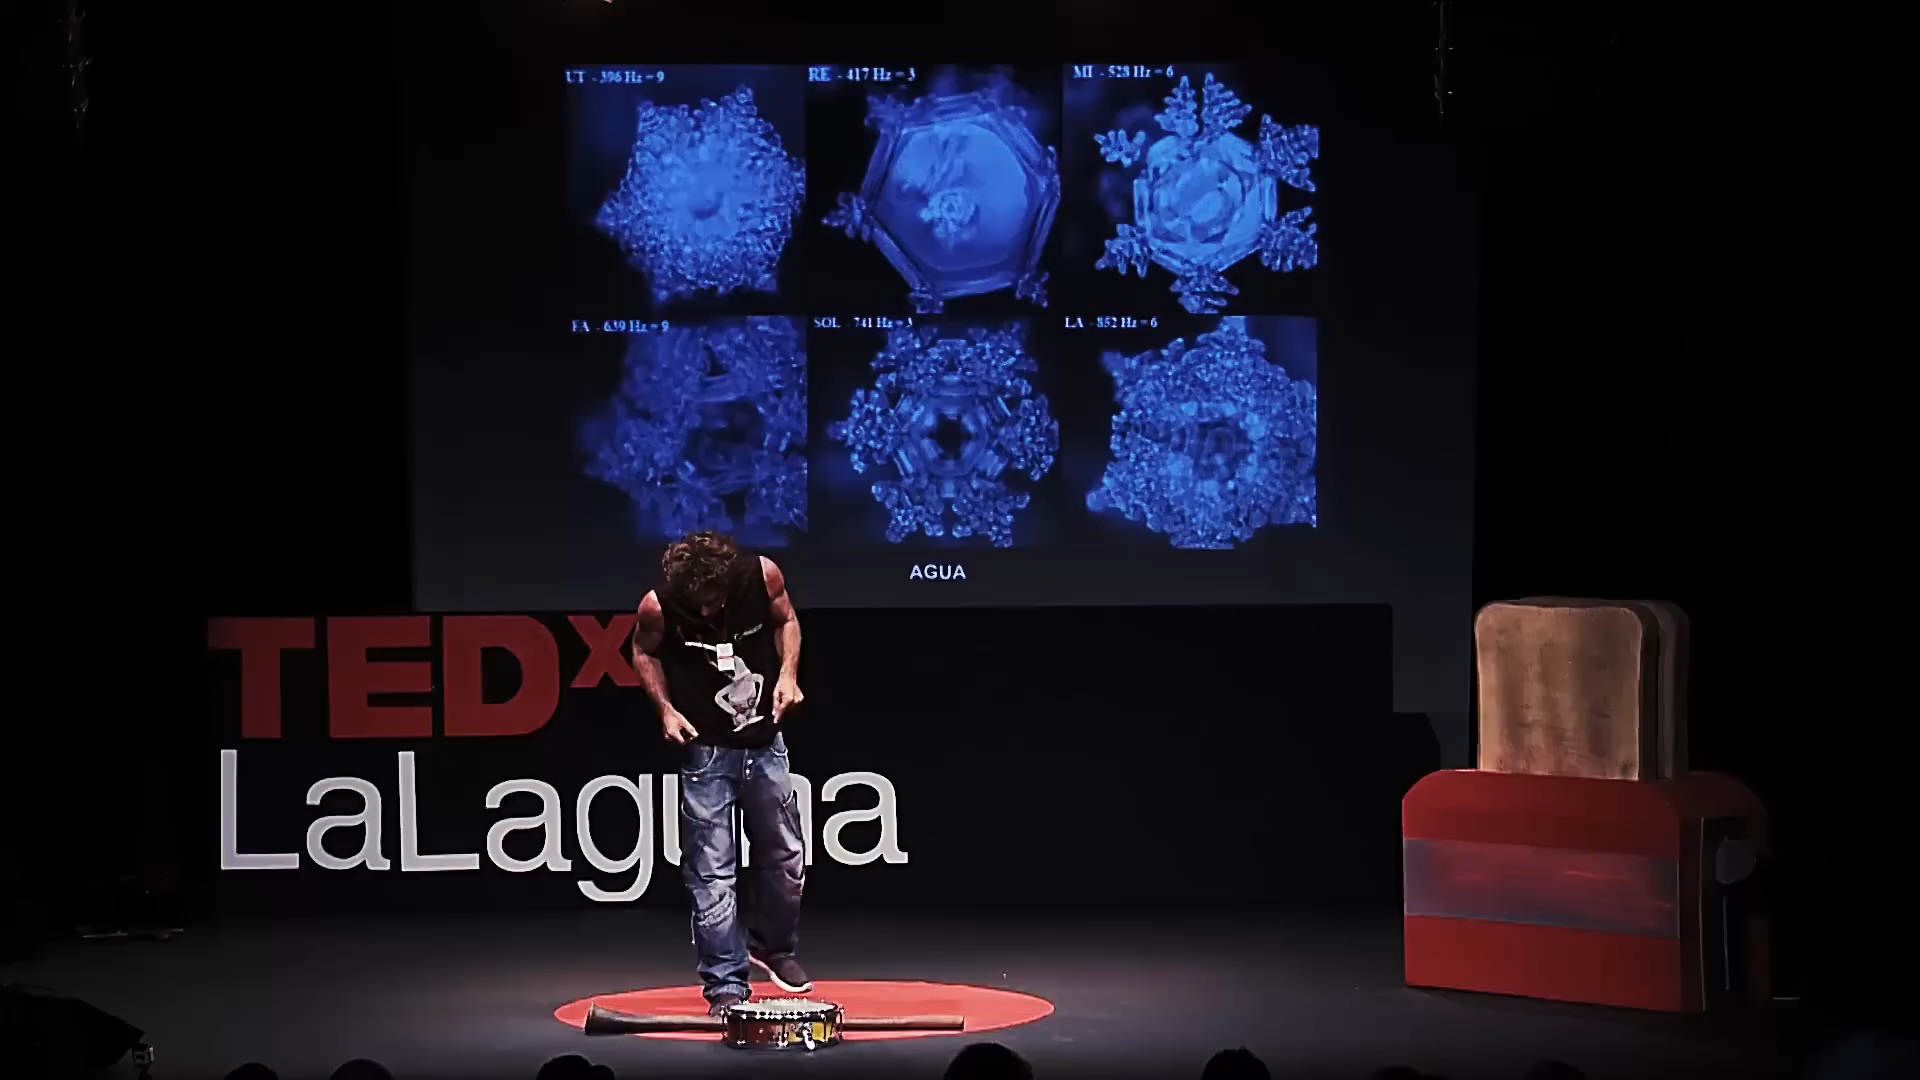 UT - 396 Hz = 9
RE - 417 Hz = 3
MI - 528 Hz = 6
FA - 639 Hz = 9
SOL - 741 Hz = 3
LA - 852 Hz = 6
AGUA
TEDx
LaLaguna